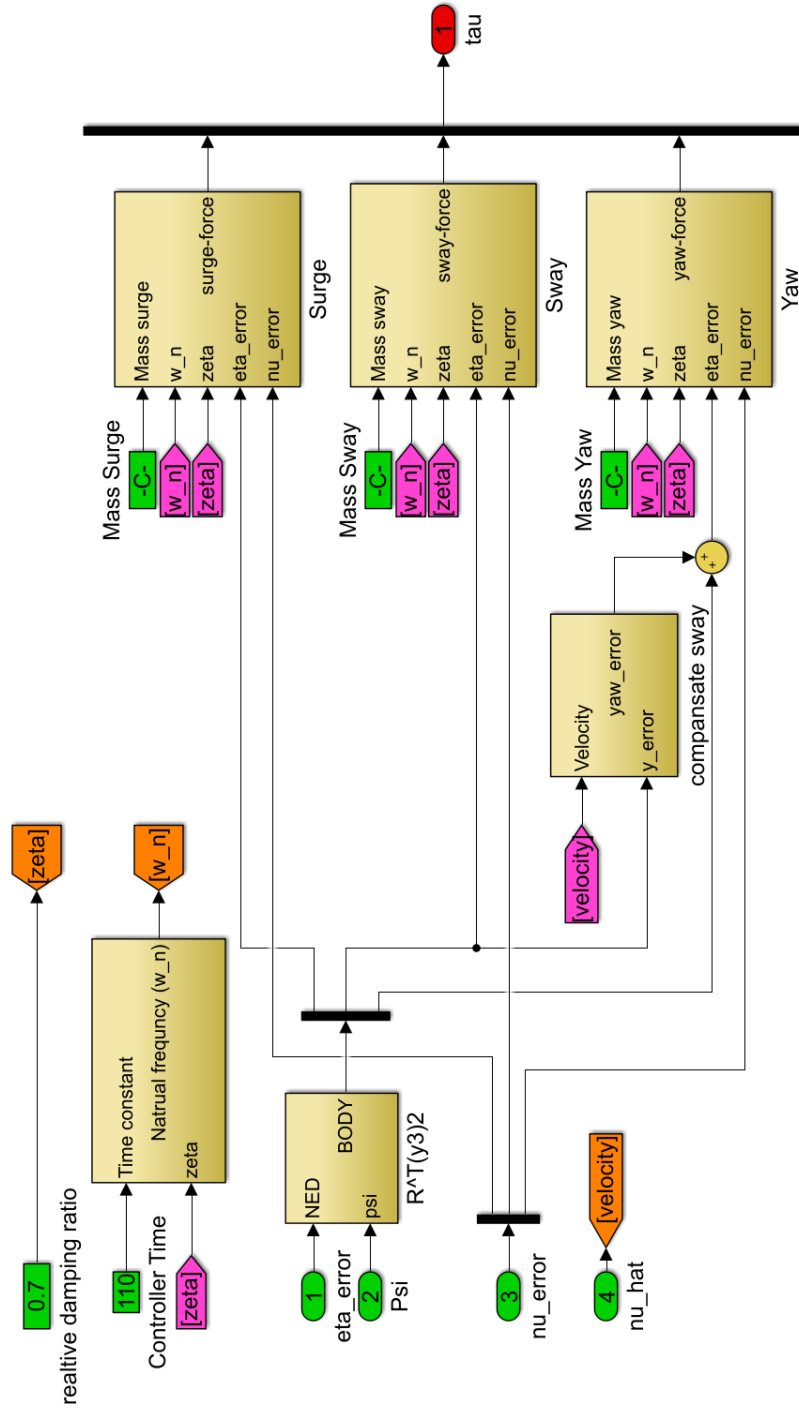 0.7
realtive damping ratio
[zeta]
110
Controller Time
[zeta]
Time constant
Natrual frequncy (w_n)
zeta
[w_n]
1
eta_error
2
Psi
NED
BODY
psi
R^T(y3)2
3
nu_error
4
nu_hat
[velocity]
[velocity]
Velocity
yaw_error
y_error
compansate sway
+
+
Mass Surge
-C-
[w_n]
[zeta]
Mass surge
w_n
zeta
eta_error
nu_error
surge-force
Surge
Mass Sway
-C-
[w_n]
[zeta]
Mass sway
w_n
zeta
eta_error
nu_error
sway-force
Sway
Mass Yaw
-C-
[w_n]
[zeta]
Mass yaw
w_n
zeta
eta_error
nu_error
yaw-force
Yaw
1
tau